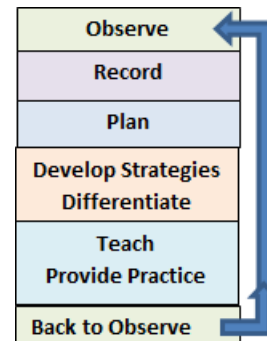 Observe
Record
Plan
Develop Strategies
Differentiate
Teach
Provide Practice
Back to Observe